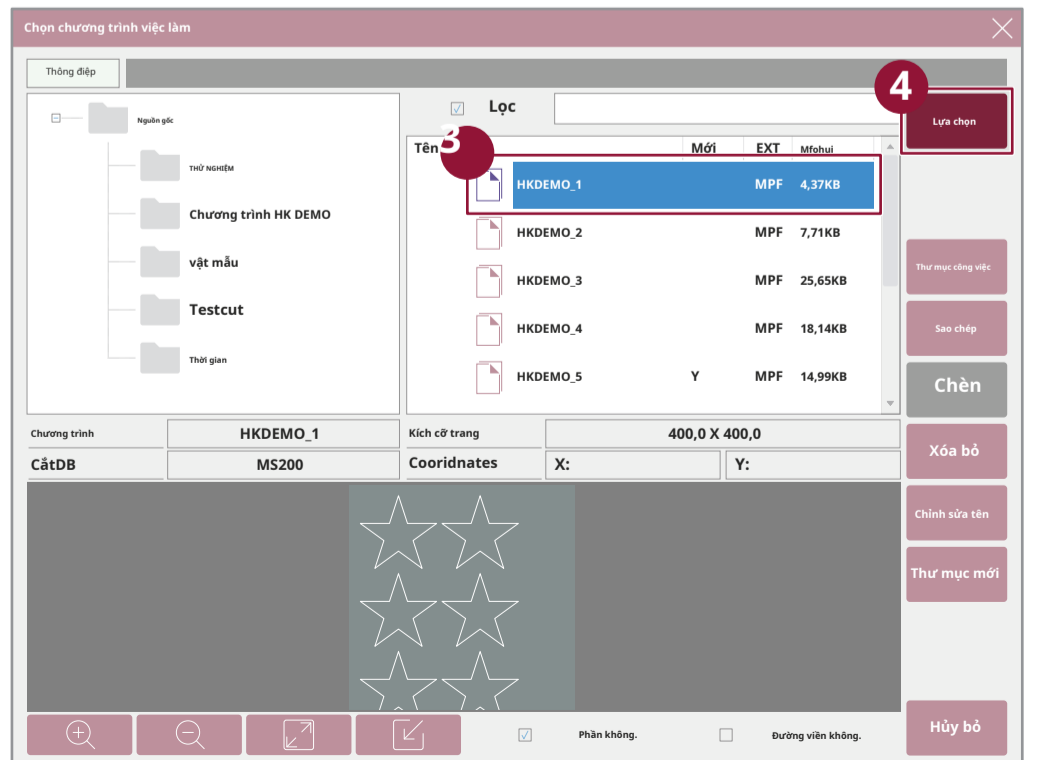 Chọn chương trình việc làm
Thông điệp
4
Lựa chọn
Nguồn gốc
THỬ NGHIỆM
Chương trình HK DEMO
vật mẫu
Testcut
Thời gian
Lọc
3
Tên Mới EXT Mfohui
HKDEMO_1 MPF 4,37KB
HKDEMO_2 MPF 7,71KB
HKDEMO_3 MPF 25,65KB
HKDEMO_4 MPF 18,14KB
HKDEMO_5 Y MPF 14,99KB
Thư mục công việc
Sao chép
Chèn
Xóa bỏ
Chỉnh sửa tên
Thư mục mới
Hủy bỏ
Chương trình HKDEMO_1 Kích cỡ trang 400,0 X 400,0
CắtDB MS200 Cooridnates X: Y:
Phần không. Đường viền không.